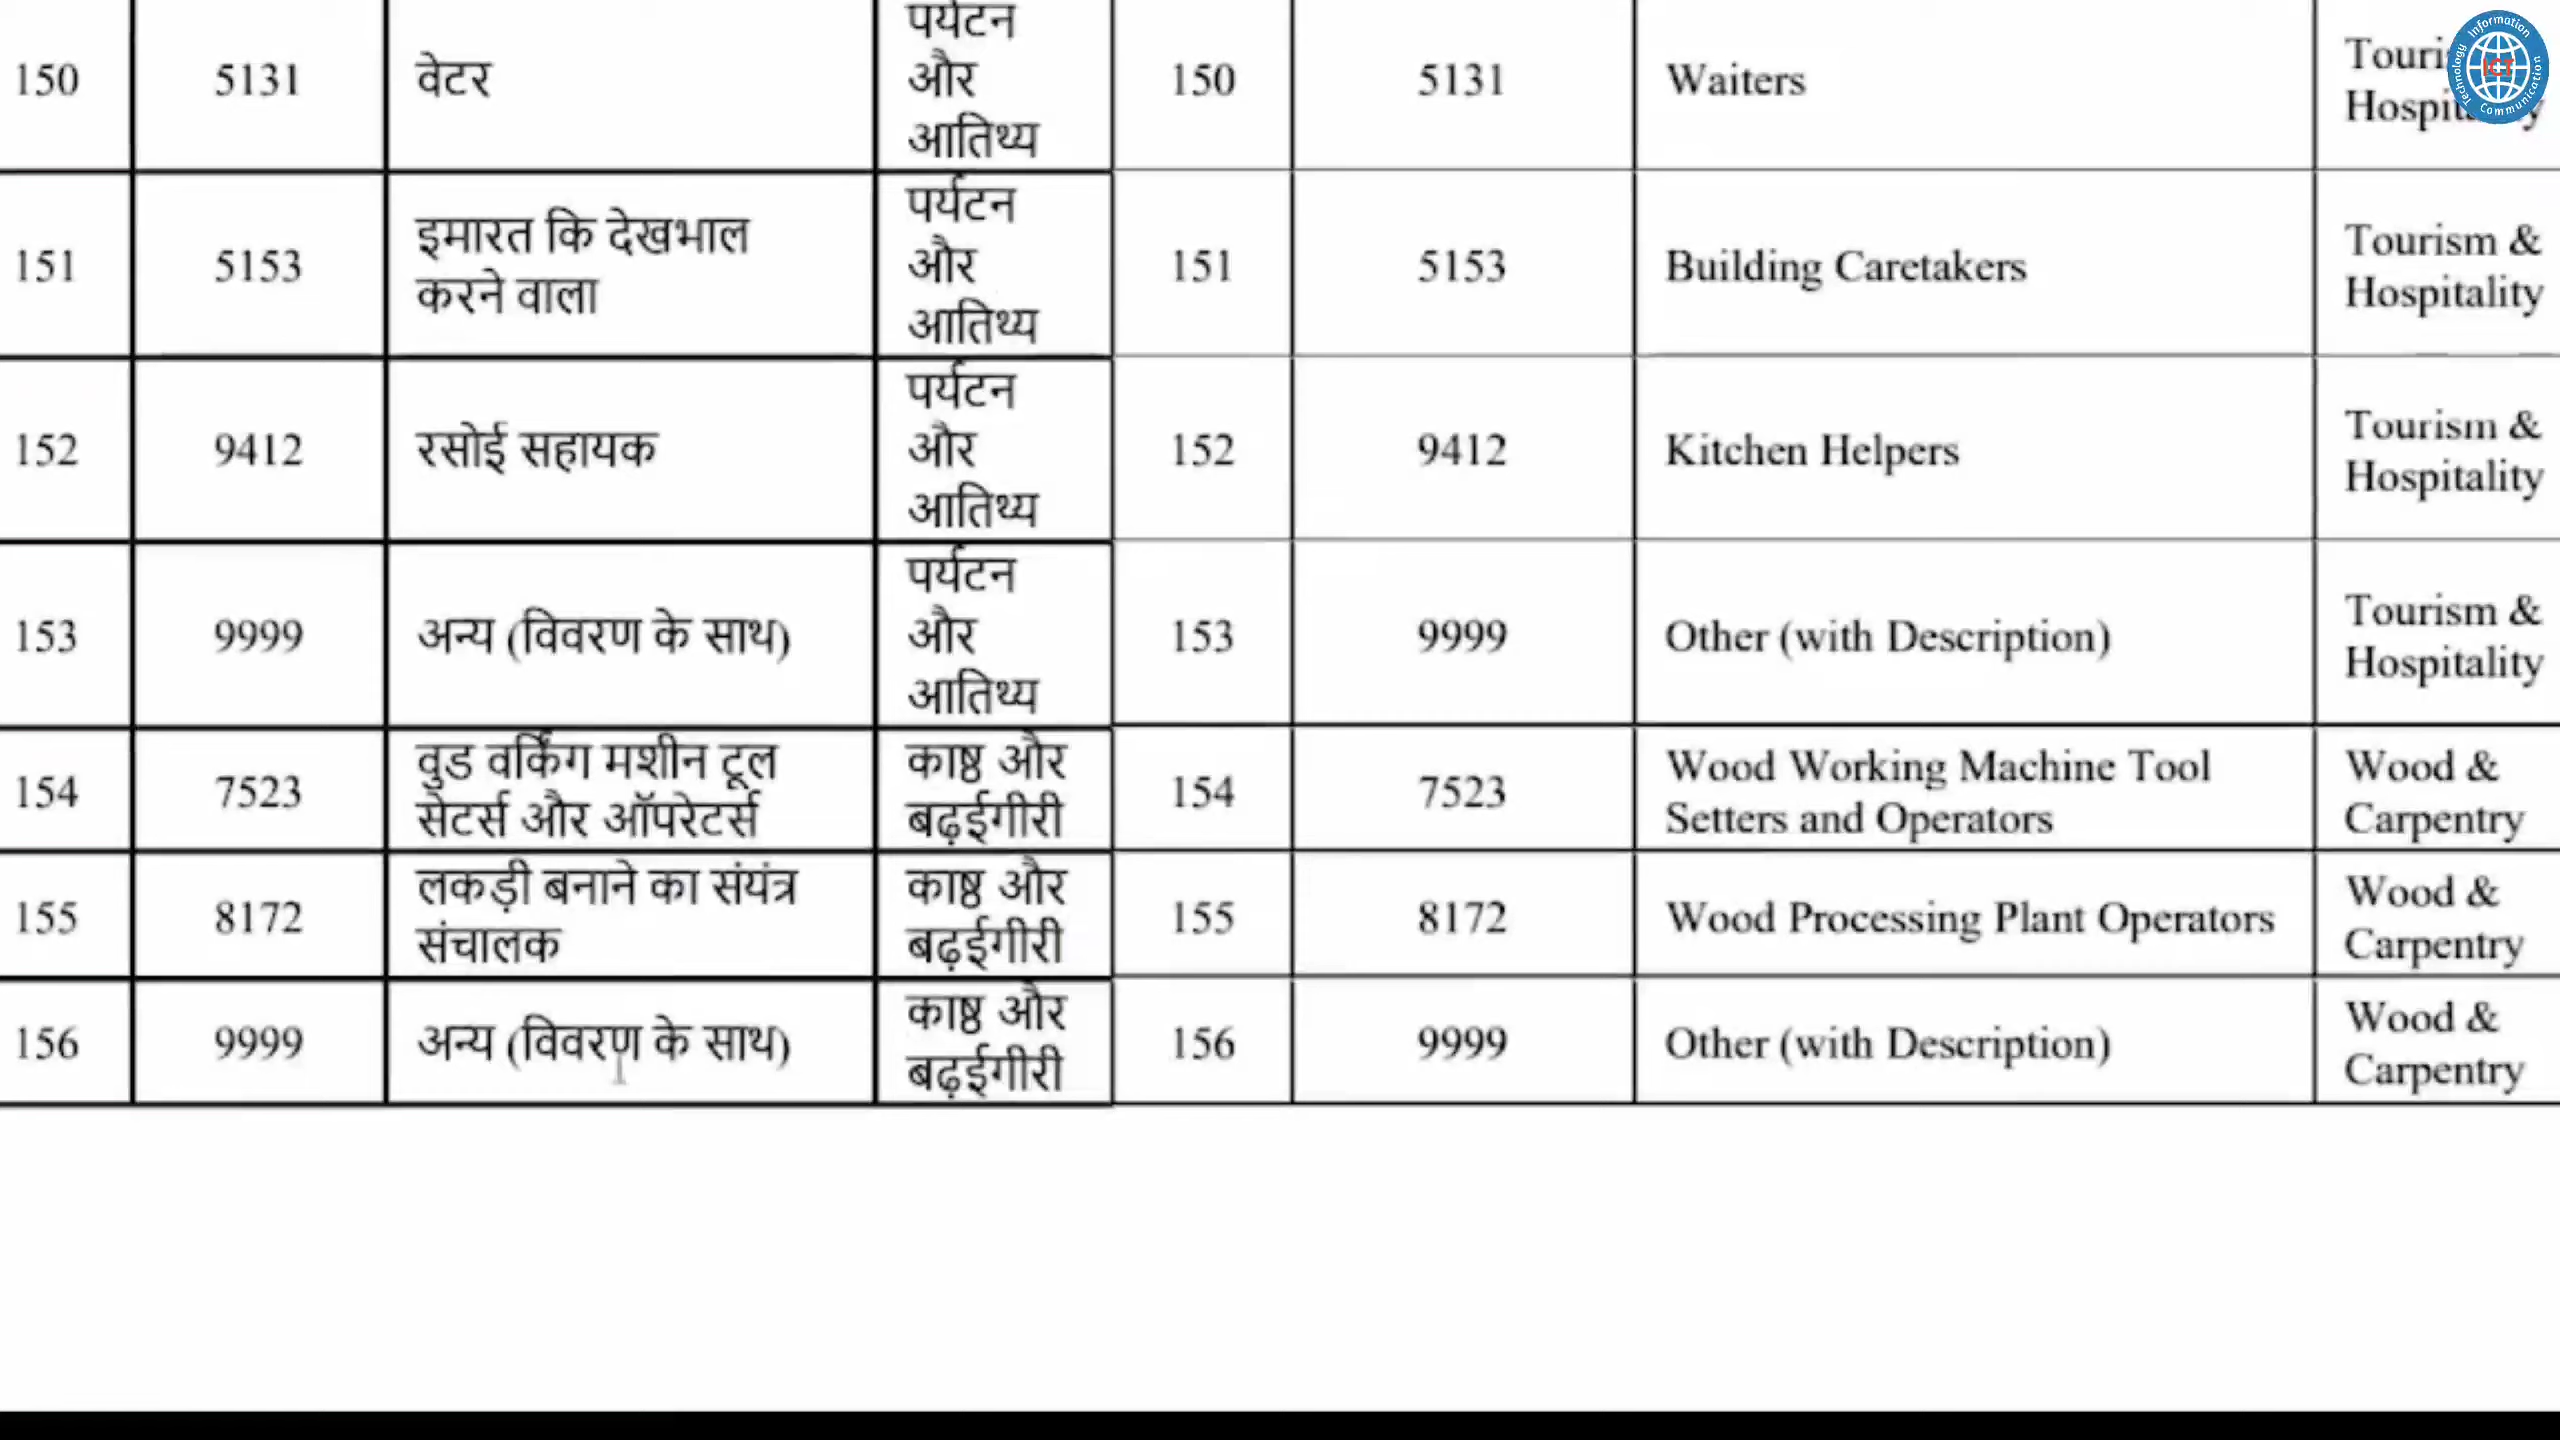 150 5131 वेटर पर्यटन और आतिथ्य 150 5131 Waiters
151 5153 इमारत कि देखभाल करने वाला पर्यटन और आतिथ्य 151 5153 Building Caretakers Tourism & Hospitality
152 9412 रसोई सहायक पर्यटन और आतिथ्य 152 9412 Kitchen Helpers Tourism & Hospitality
153 9999 अन्य (विवरण के साथ) पर्यटन और आतिथ्य 153 9999 Other (with Description) Tourism & Hospitality
154 7523 वुड वर्किंग मशीन टूल सेटर्स और ऑपरेटर्स काष्ठ और बढ़ईगीरी 154 7523 Wood Working Machine Tool Setters and Operators Wood & Carpentry
155 8172 लकड़ी बनाने का संयंत्र संचालक काष्ठ और बढ़ईगीरी 155 8172 Wood Processing Plant Operators Wood & Carpentry
156 9999 अन्य (विवरण के साथ) काष्ठ और बढ़ईगीरी 156 9999 Other (with Description) Wood & Carpentry
Information
Communication
Technology
ICT